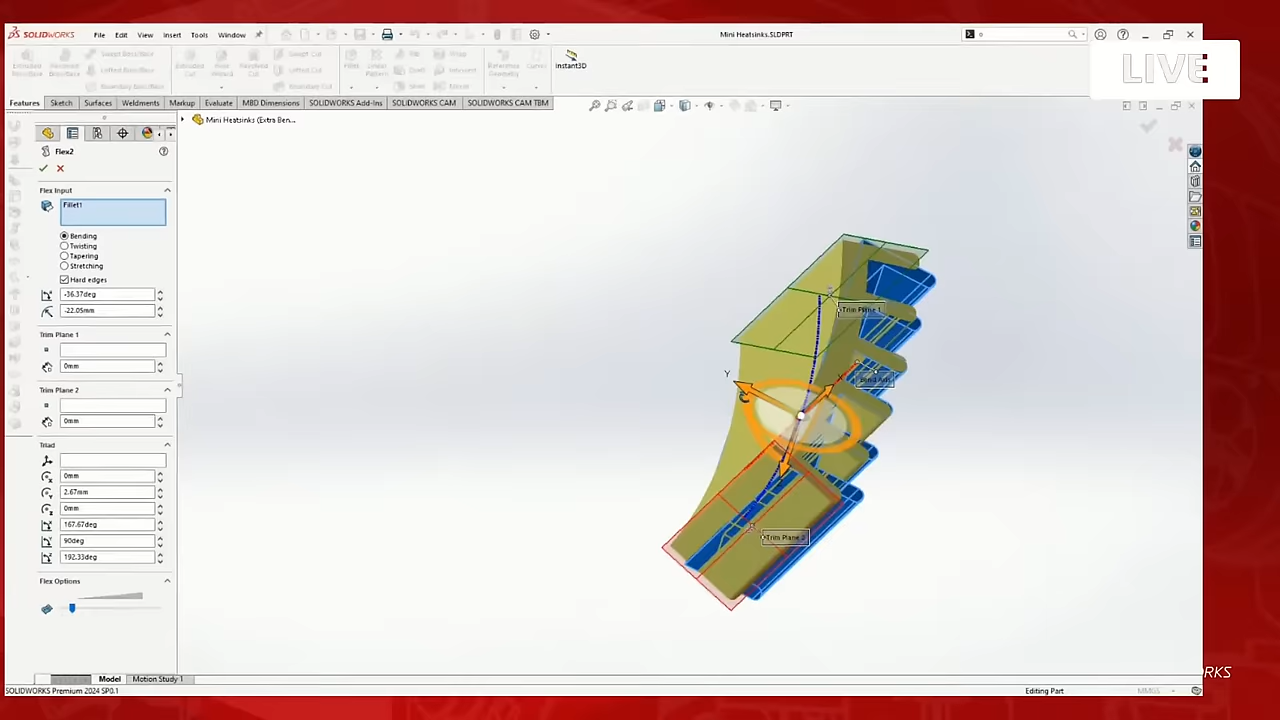 SOLIDWORKS File Edit View Insert Tools Window Mini Heatsinks.SLDPRT
LIVE
Instant3D
Features Sketch Surfaces Weldments Markup Evaluate MBD Dimensions SOLIDWORKS Add-Ins SOLIDWORKS CAM SOLIDWORKS CAM TBM
Mini Heatsinks (Extra Ben...
Flex2
Flex Input
Fillet1
Bending
Twisting
Tapering
Stretching
Hard edges
-36.37deg
-22.05mm
Trim Plane 1
0mm
Trim Plane 2
0mm
Triad
0mm
2.67mm
0mm
167.67deg
90deg
192.33deg
Flex Options
Trim Plane 1
Y
X
Bend Axis
Trim Plane 2
Model Motion Study 1
RKS
SOLIDWORKS Premium 2024 SP0.1 Editing Part MMGS